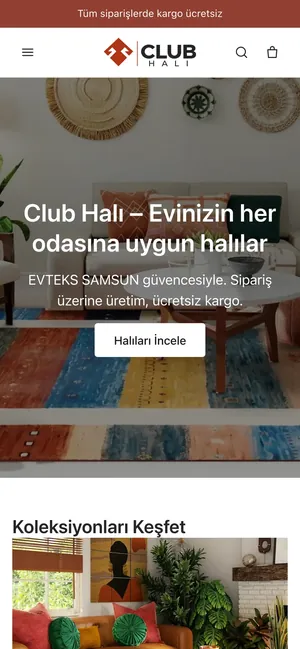 Tüm siparişlerde kargo ücretsiz
CLUB
HALI
Club Halı – Evinizin her
odasına uygun halılar
EVTEKS SAMSUN güvencesiyle. Sipariş
üzerine üretim, ücretsiz kargo.
Halıları İncele
Koleksiyonları Keşfet